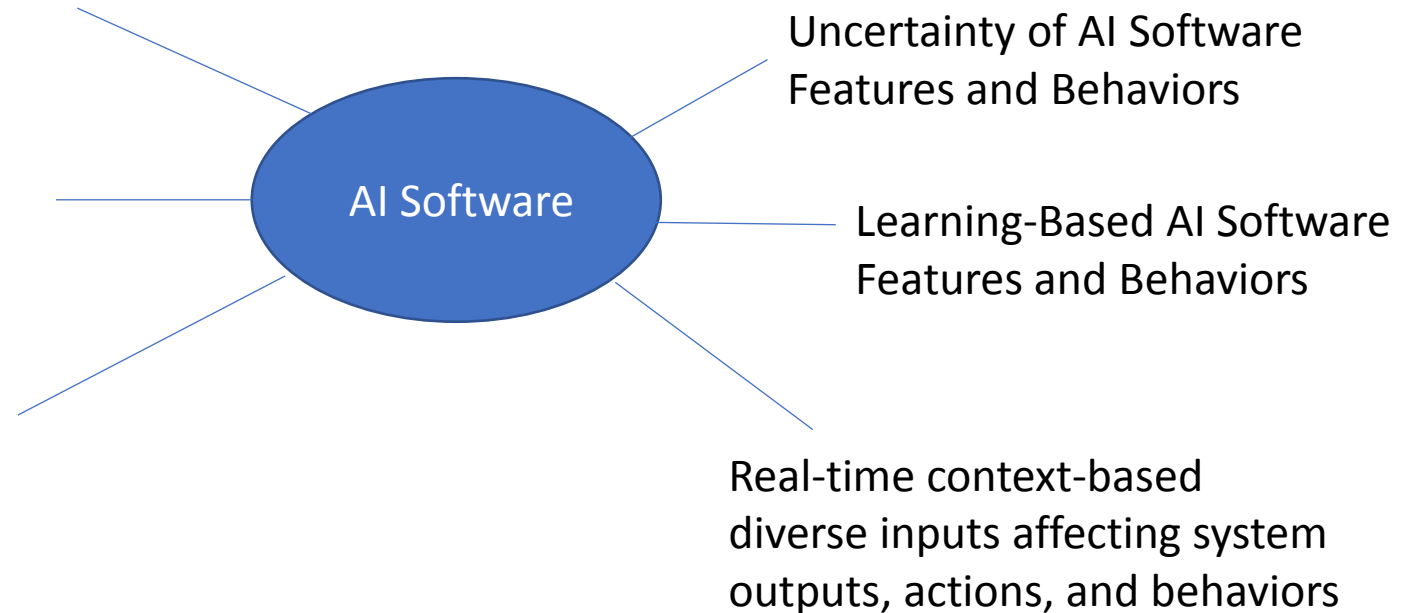 Uncertainty of AI Software
Features and Behaviors
AI Software
Learning-Based AI Software
Features and Behaviors
Real-time context-based
diverse inputs affecting system
outputs, actions, and behaviors